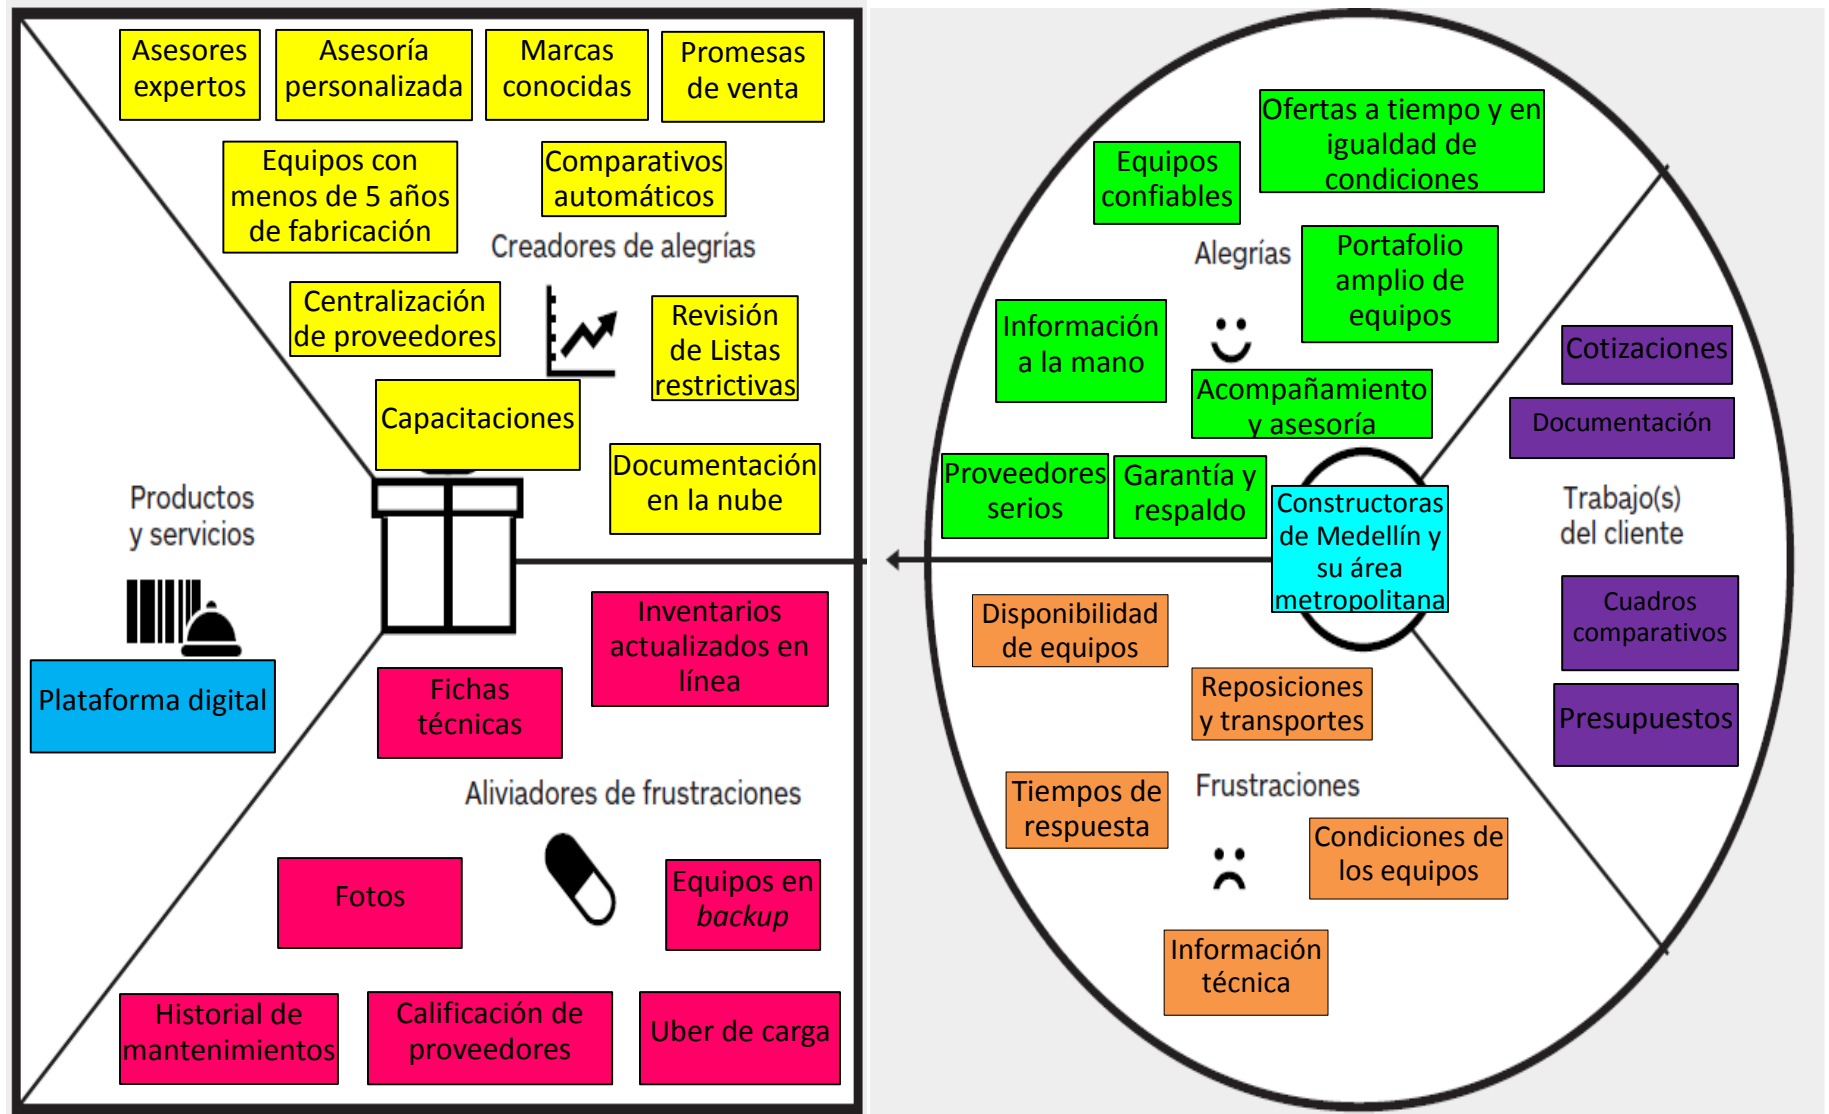 Asesores
expertos
Asesoría
personalizada
Marcas
conocidas
Promesas
de venta
Equipos con
menos de 5 años
de fabricación
Comparativos
automáticos
Creadores de alegrías
Centralización
de proveedores
Revisión
de Listas
restrictivas
Capacitaciones
Documentación
en la nube
Productos
y servicios
Plataforma digital
Inventarios
actualizados en
línea
Fichas
técnicas
Aliviadores de frustraciones
Fotos
Equipos en
backup
Historial de
mantenimientos
Calificación de
proveedores
Uber de carga
Ofertas a tiempo y en
igualdad de
condiciones
Equipos
confiables
Alegrías
Portafolio
amplio de
equipos
Información
a la mano
Acompañamiento
y asesoría
Proveedores
serios
Garantía y
respaldo
Constructoras
de Medellín y
su área
metropolitana
Cotizaciones
Documentación
Trabajo(s)
del cliente
Cuadros
comparativos
Presupuestos
Disponibilidad
de equipos
Reposiciones
y transportes
Tiempos de
respuesta
Frustraciones
Condiciones de
los equipos
Información
técnica